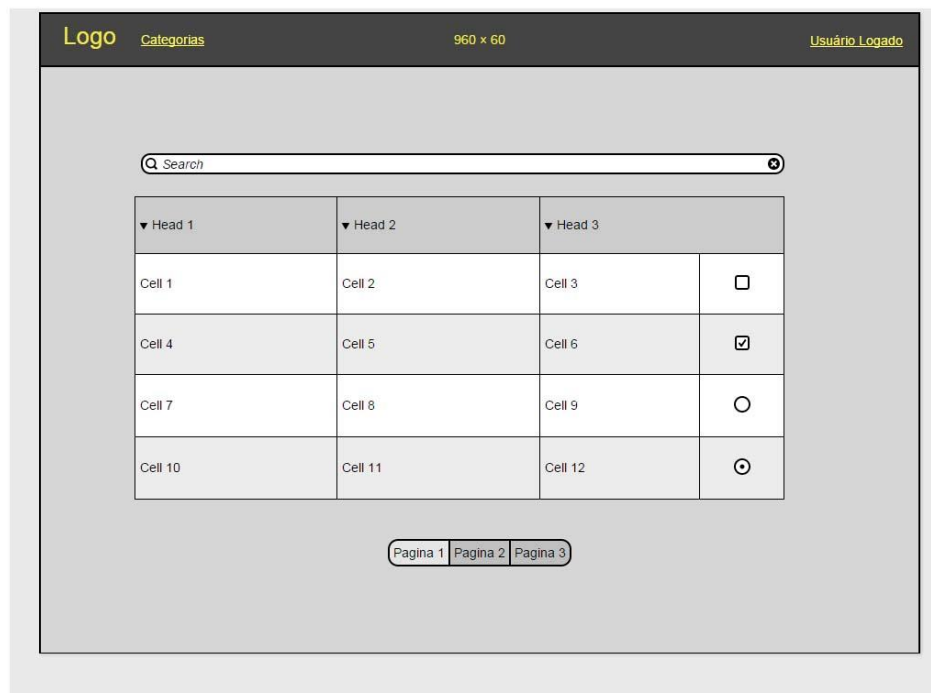 Logo Categorias 960 × 60 Usuário Logado
Search
Head 1 Head 2 Head 3
Cell 1 Cell 2 Cell 3
Cell 4 Cell 5 Cell 6
Cell 7 Cell 8 Cell 9
Cell 10 Cell 11 Cell 12
Pagina 1 Pagina 2 Pagina 3